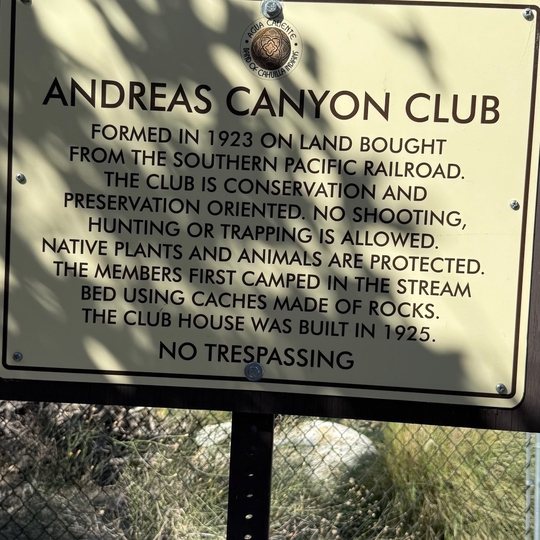 AGUA CALIENTE
BAND OF CAHUILLA INDIANS
ANDREAS CANYON CLUB
FORMED IN 1923 ON LAND BOUGHT
FROM THE SOUTHERN PACIFIC RAILROAD.
THE CLUB IS CONSERVATION AND
PRESERVATION ORIENTED. NO SHOOTING,
HUNTING OR TRAPPING IS ALLOWED.
NATIVE PLANTS AND ANIMALS ARE PROTECTED.
THE MEMBERS FIRST CAMPED IN THE STREAM
BED USING CACHES MADE OF ROCKS.
THE CLUB HOUSE WAS BUILT IN 1925.
NO TRESPASSING